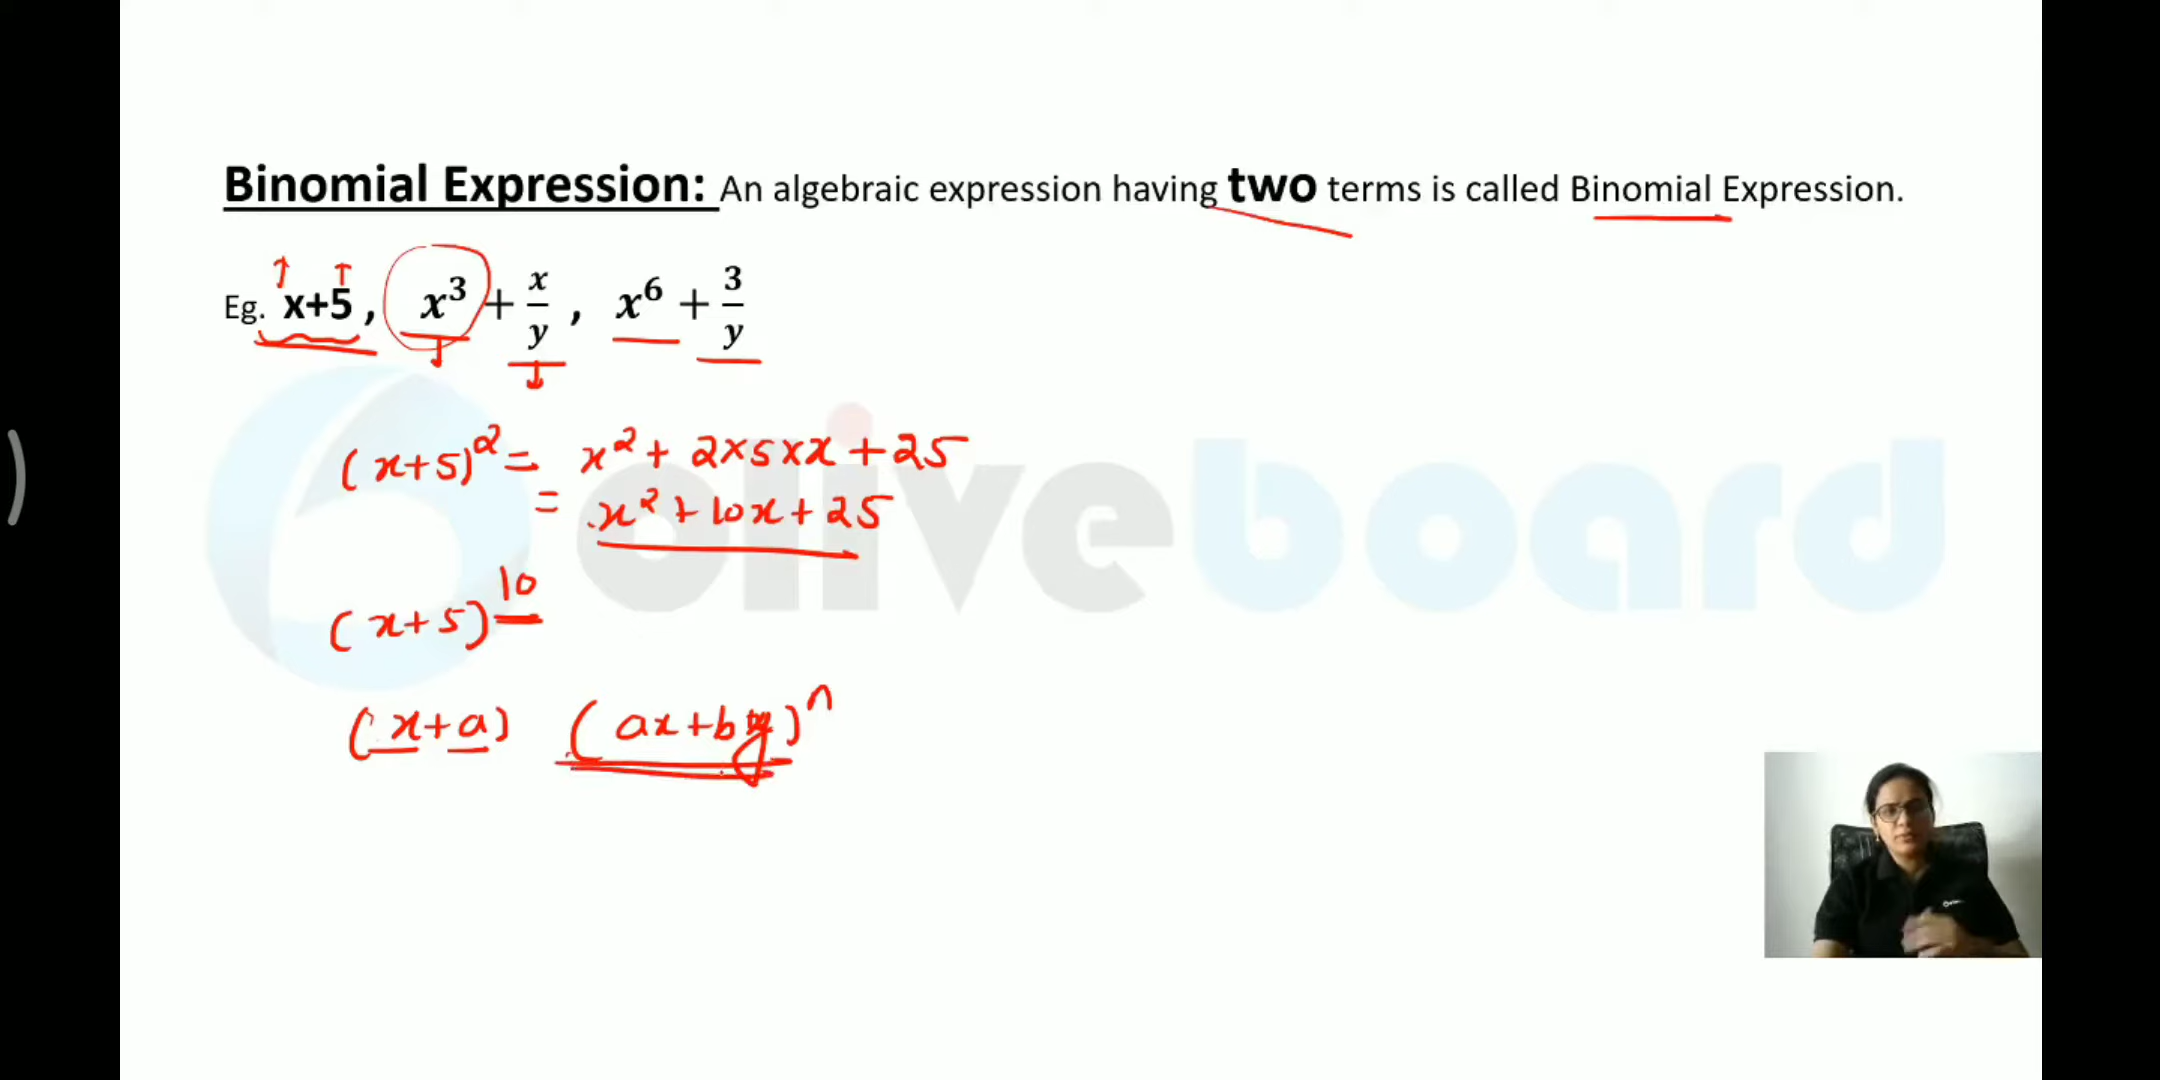 Binomial Expression: An algebraic expression having two terms is called Binomial Expression.
Eg. x+5, x³ + x/y, x⁶ + 3/y
(x+5)² = x² + 2×5×x + 25
= x² + 10x + 25
(x+5)¹⁰
(x+a) (ax+by)ⁿ
oliveboard